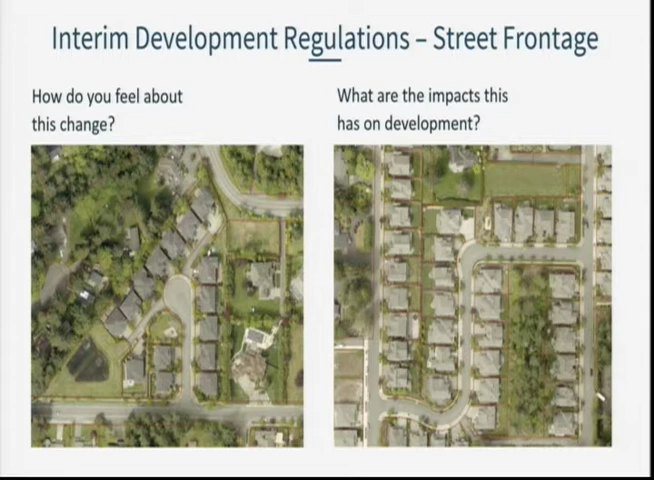 Interim Development Regulations – Street Frontage
How do you feel about
this change?
What are the impacts this
has on development?